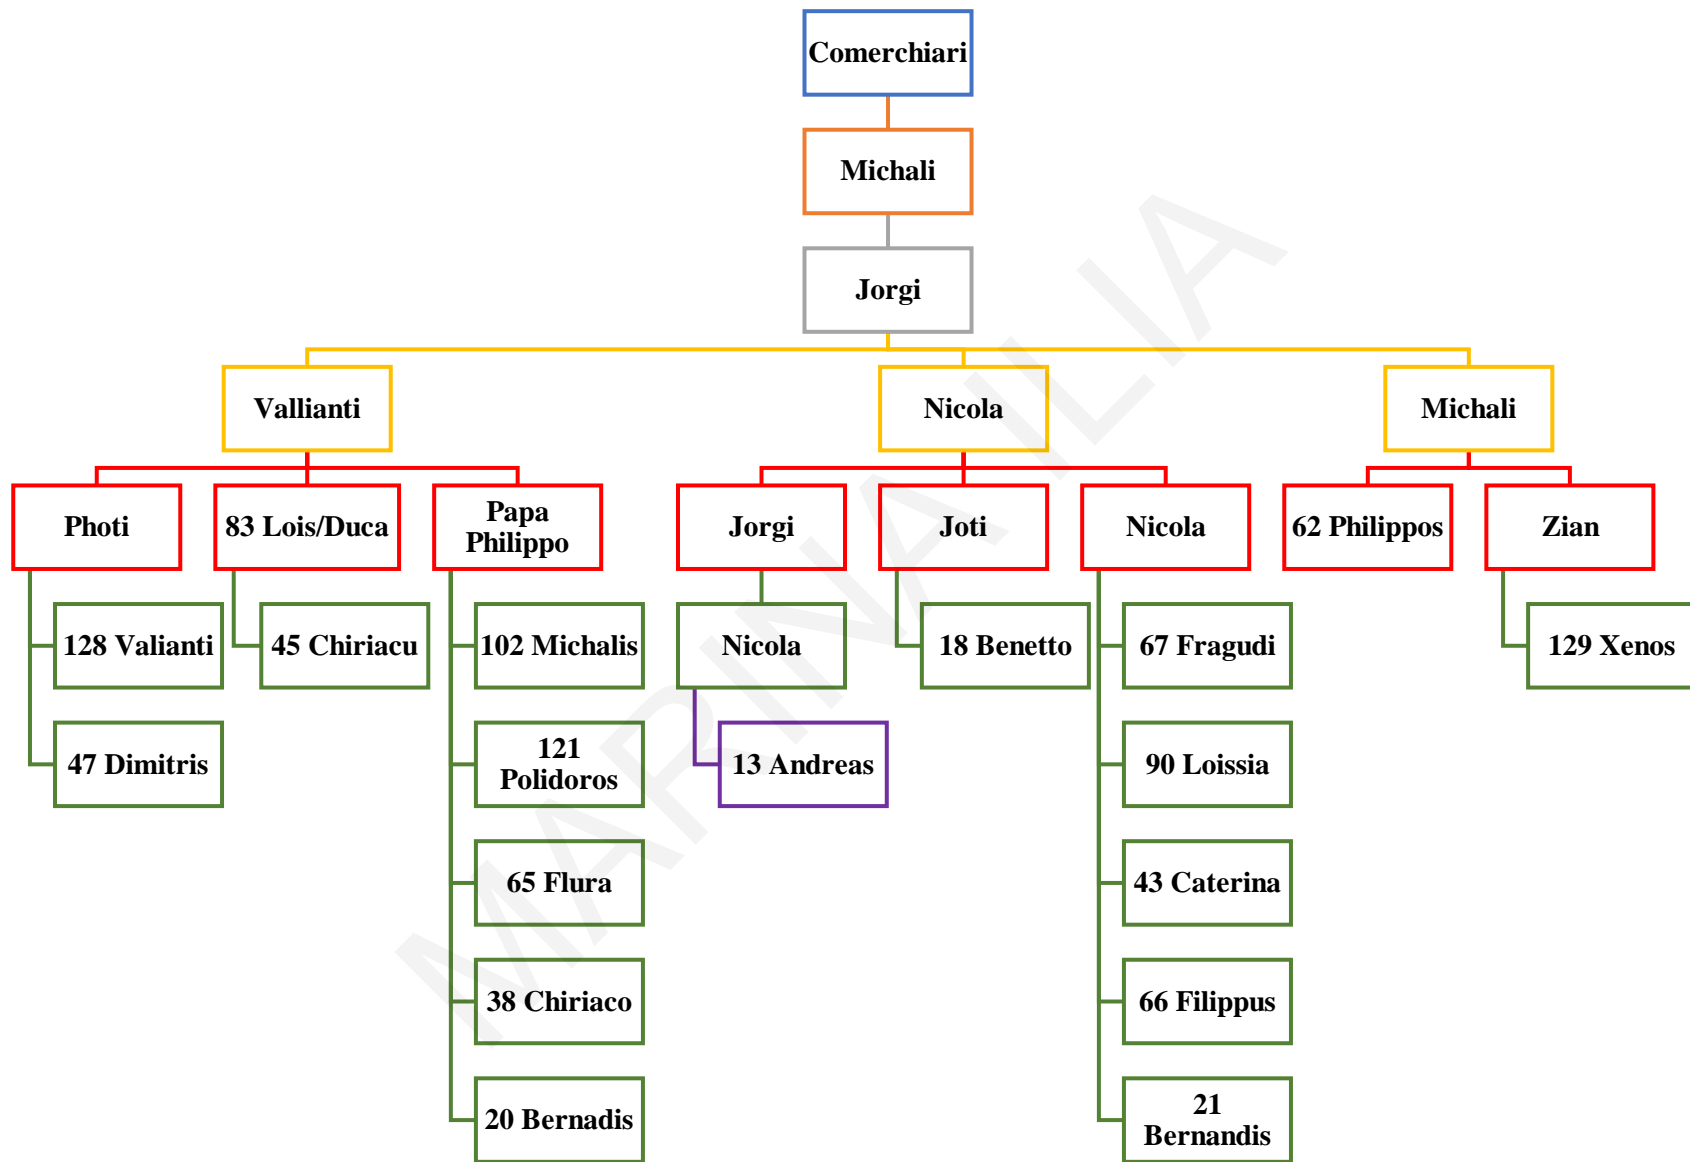 Comerchiari
Michali
Jorgi
Vallianti
Nicola
Michali
Photi
83 Lois/Duca
Papa
Philippo
Jorgi
Joti
Nicola
62 Philippos
Zian
128 Valianti
45 Chiriacu
102 Michalis
Nicola
18 Benetto
67 Fragudi
129 Xenos
47 Dimitris
121
Polidoros
13 Andreas
90 Loissia
65 Flura
43 Caterina
38 Chiriaco
66 Filippus
20 Bernadis
21
Bernandis
MARINA ILIA